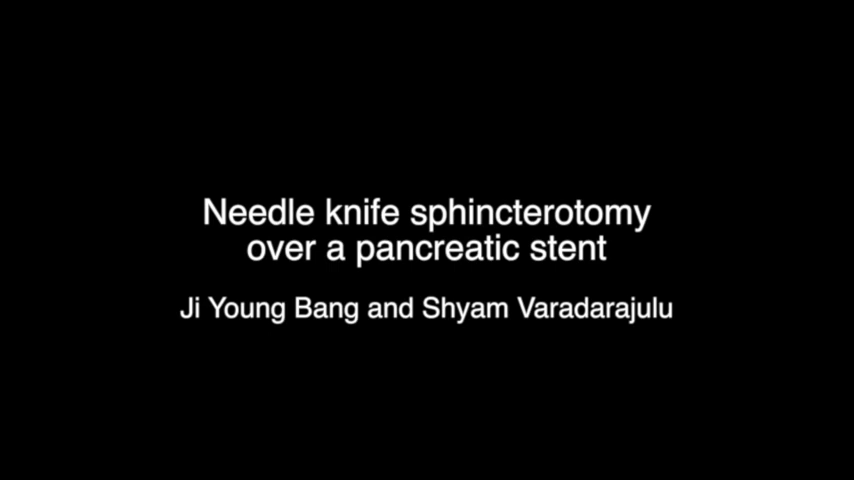 Needle knife sphincterotomy
over a pancreatic stent
Ji Young Bang and Shyam Varadarajulu